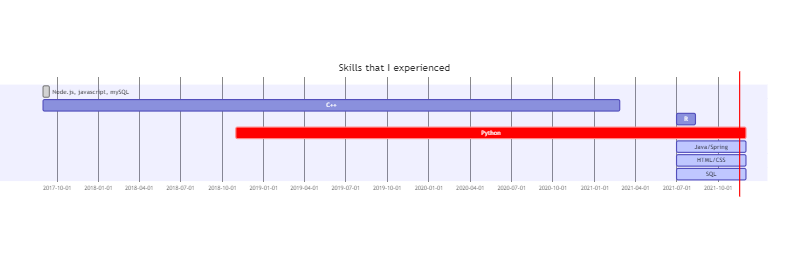 Skills that I experienced
Node.js, javascript, mySQL
C++
R
Python
Java/Spring
HTML/CSS
SQL
2017-10-01 2018-01-01 2018-04-01 2018-07-01 2018-10-01 2019-01-01 2019-04-01 2019-07-01 2019-10-01 2020-01-01 2020-04-01 2020-07-01 2020-10-01 2021-01-01 2021-04-01 2021-07-01 2021-10-01